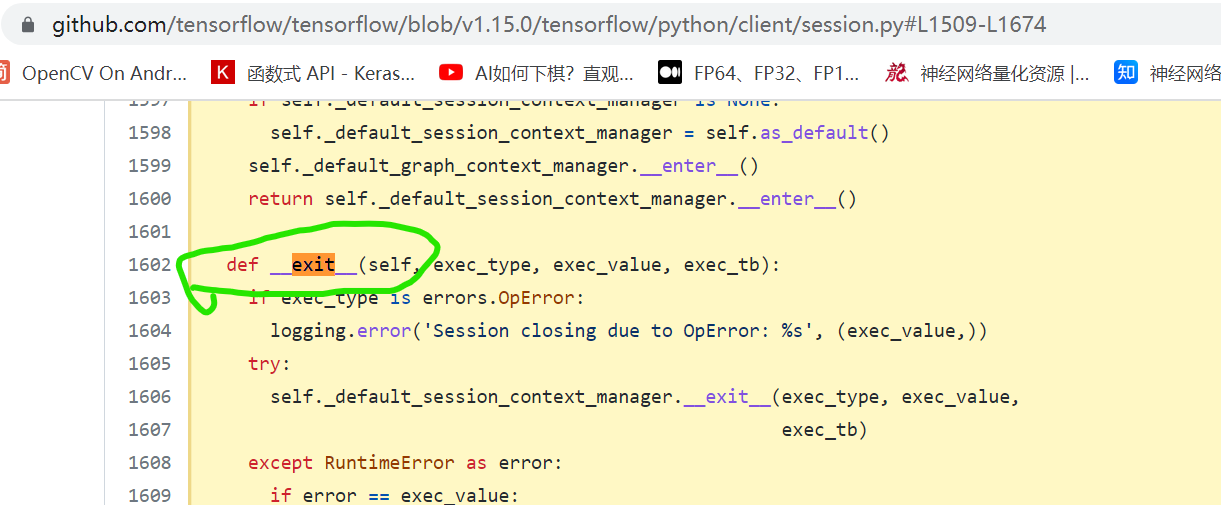 github.com/tensorflow/tensorflow/blob/v1.15.0/tensorflow/python/client/session.py#L1509-L1674
简 OpenCV On Andr... K 函数式 API - Keras... AI如何下棋？直观... FP64、FP32、FP1... 龍 神经网络量化资源 |... 知 神经网络
1597 if self._default_session_context_manager is None:
1598 self._default_session_context_manager = self.as_default()
1599 self._default_graph_context_manager.__enter__()
1600 return self._default_session_context_manager.__enter__()
1601
1602 def __exit__(self, exec_type, exec_value, exec_tb):
1603 if exec_type is errors.OpError:
1604 logging.error('Session closing due to OpError: %s', (exec_value,))
1605 try:
1606 self._default_session_context_manager.__exit__(exec_type, exec_value,
1607 exec_tb)
1608 except RuntimeError as error:
1609 if error == exec_value: